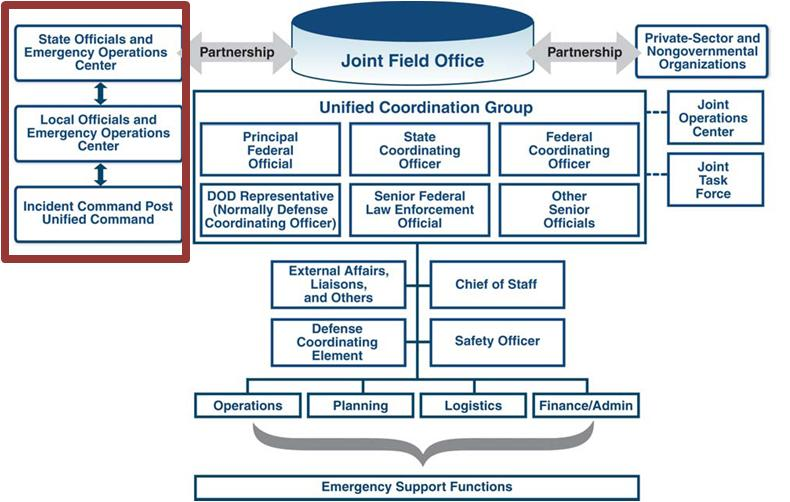 State Officials and
Emergency Operations
Center
Partnership
Joint Field Office
Partnership
Private-Sector and
Nongovernmental
Organizations
Local Officials and
Emergency Operations
Center
Incident Command Post
Unified Command
Unified Coordination Group
Principal
Federal
Official
State
Coordinating
Officer
Federal
Coordinating
Officer
DOD Representative
(Normally Defense
Coordinating Officer)
Senior Federal
Law Enforcement
Official
Other
Senior
Officials
Joint
Operations
Center
Joint
Task
Force
External Affairs,
Liaisons,
and Others
Chief of Staff
Defense
Coordinating
Element
Safety Officer
Operations
Planning
Logistics
Finance/Admin
Emergency Support Functions